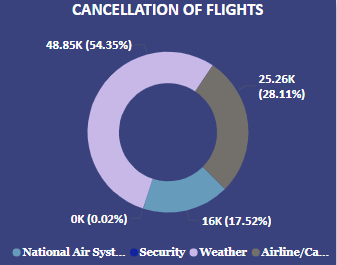 CANCELLATION OF FLIGHTS
48.85K (54.35%)
25.26K
(28.11%)
0K (0.02%)
16K (17.52%)
National Air Syst... Security Weather Airline/Ca...